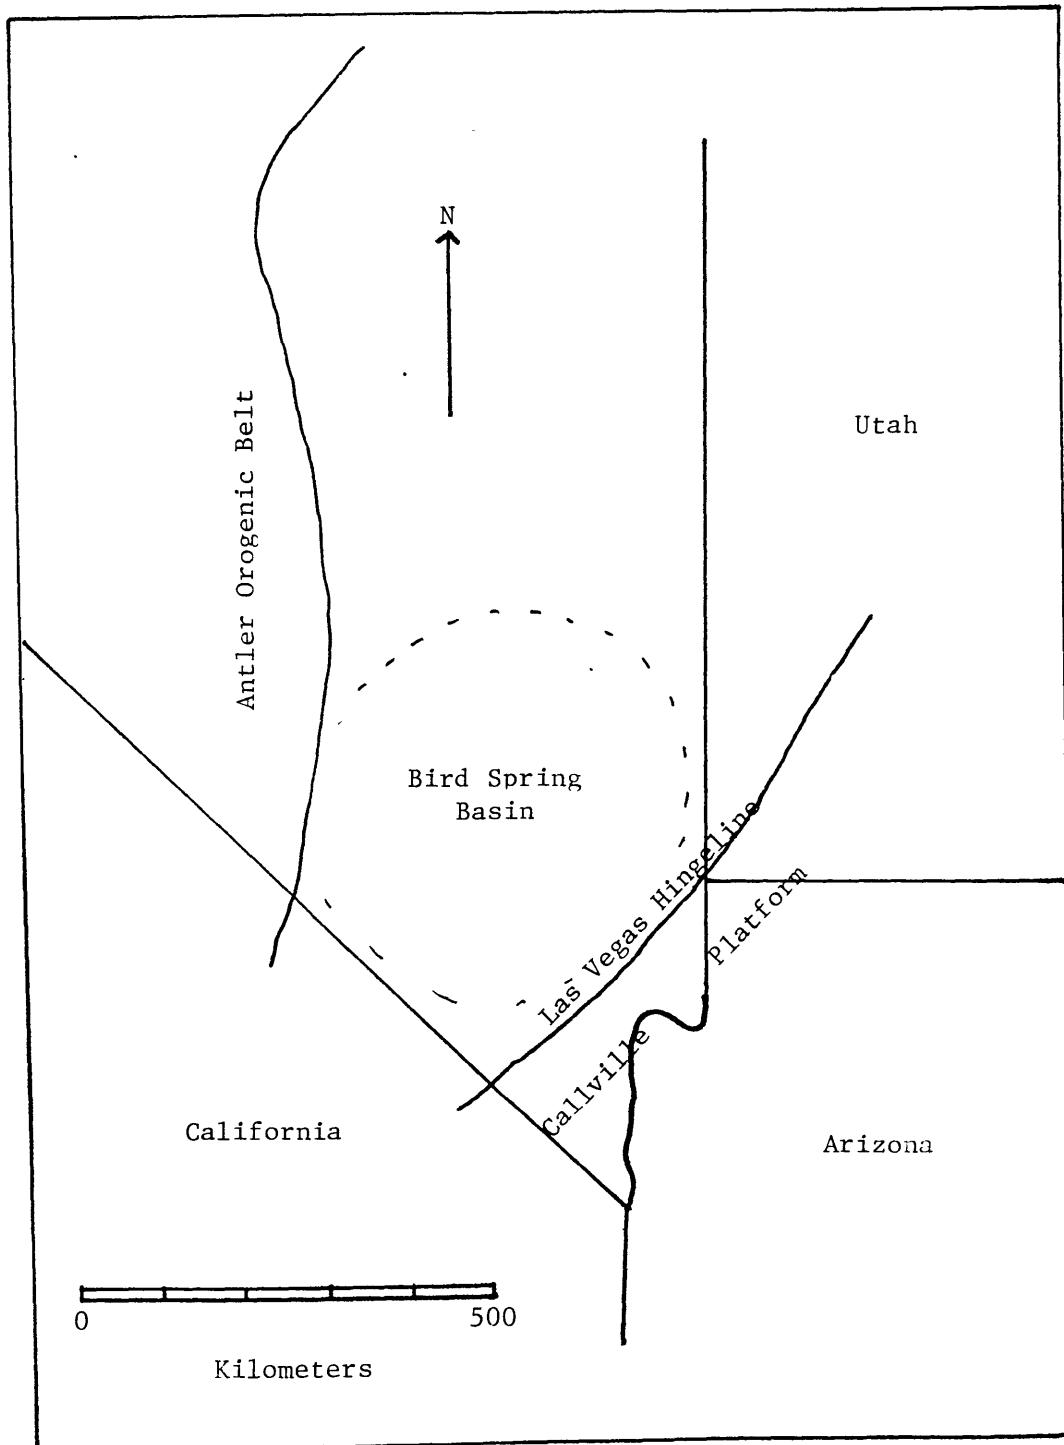 N
Utah
Antler Orogenic Belt
Bird Spring
Basin
Las Vegas Hingeline
Callville Platform
California
Arizona
0 500
Kilometers